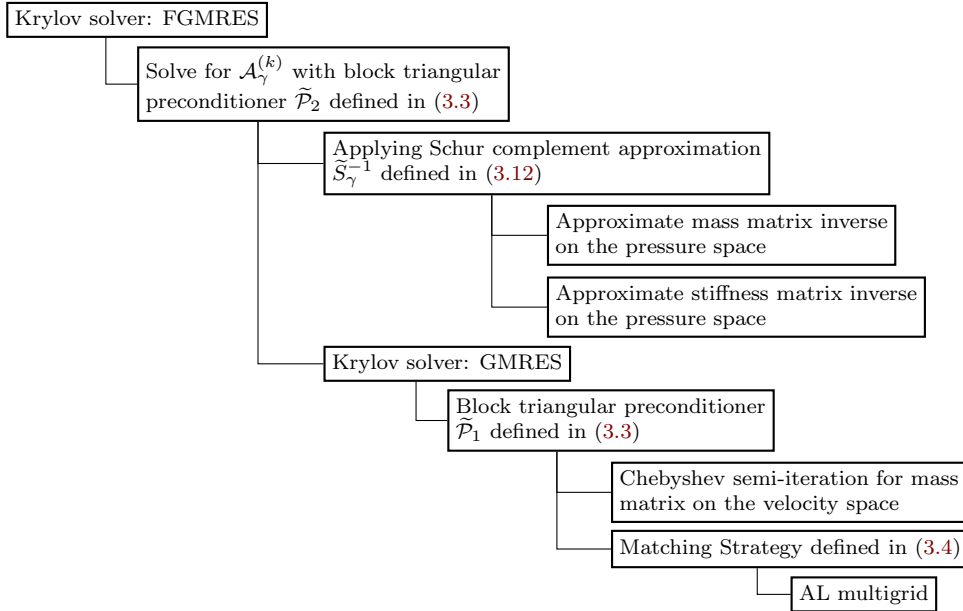 Krylov solver: FGMRES
Solve for 𝒜_γ^(k) with block triangular
preconditioner 𝒫̃_2 defined in (3.3)
Applying Schur complement approximation
S̃_γ^{-1} defined in (3.12)
Approximate mass matrix inverse
on the pressure space
Approximate stiffness matrix inverse
on the pressure space
Krylov solver: GMRES
Block triangular preconditioner
𝒫̃_1 defined in (3.3)
Chebyshev semi-iteration for mass
matrix on the velocity space
Matching Strategy defined in (3.4)
AL multigrid